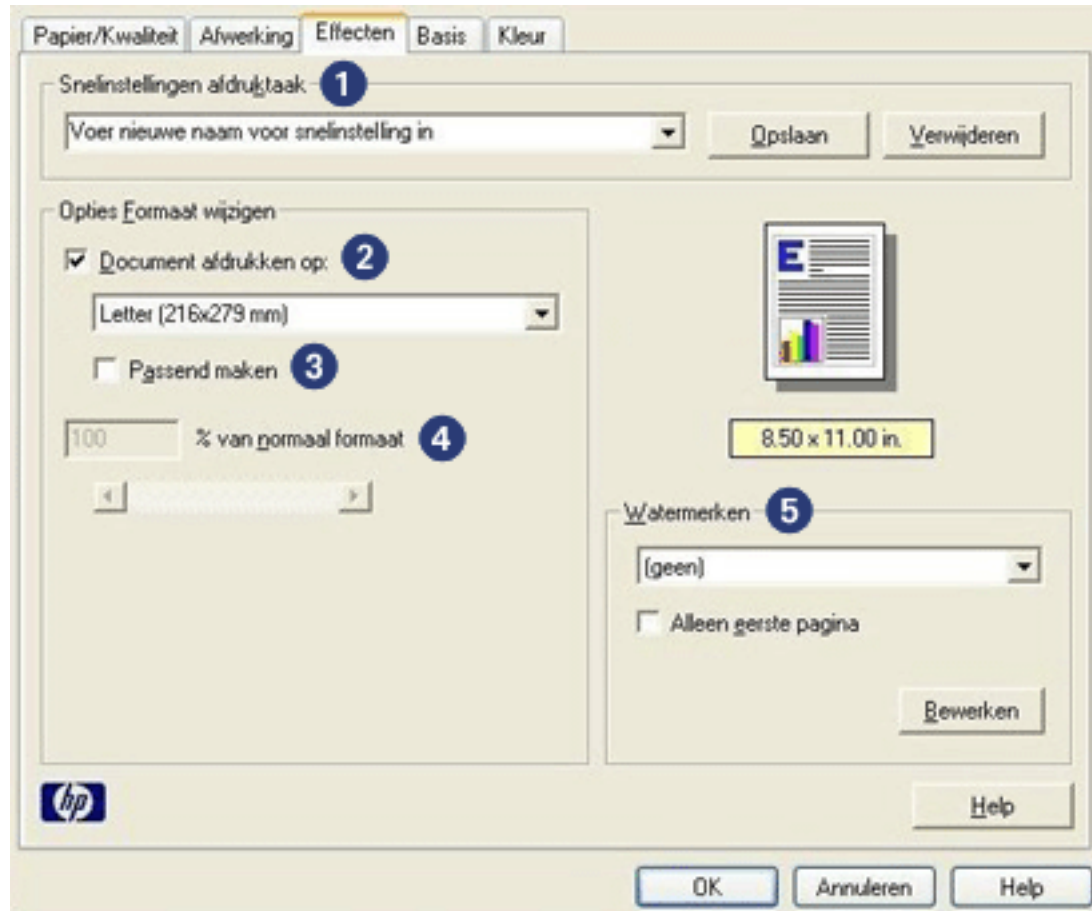 Papier/Kwaliteit Afwerking Effecten Basis Kleur
Snelinstellingen afdruktaak 1
Voer nieuwe naam voor snelinstelling in
Opslaan Verwijderen
Opties Formaat wijzigen
Document afdrukken op: 2
Letter (216x279 mm)
Passend maken 3
100 % van normaal formaat 4
E
8.50 x 11.00 in.
Watermerken 5
(geen)
Alleen eerste pagina
Bewerken
hp
Help
OK Annuleren Help